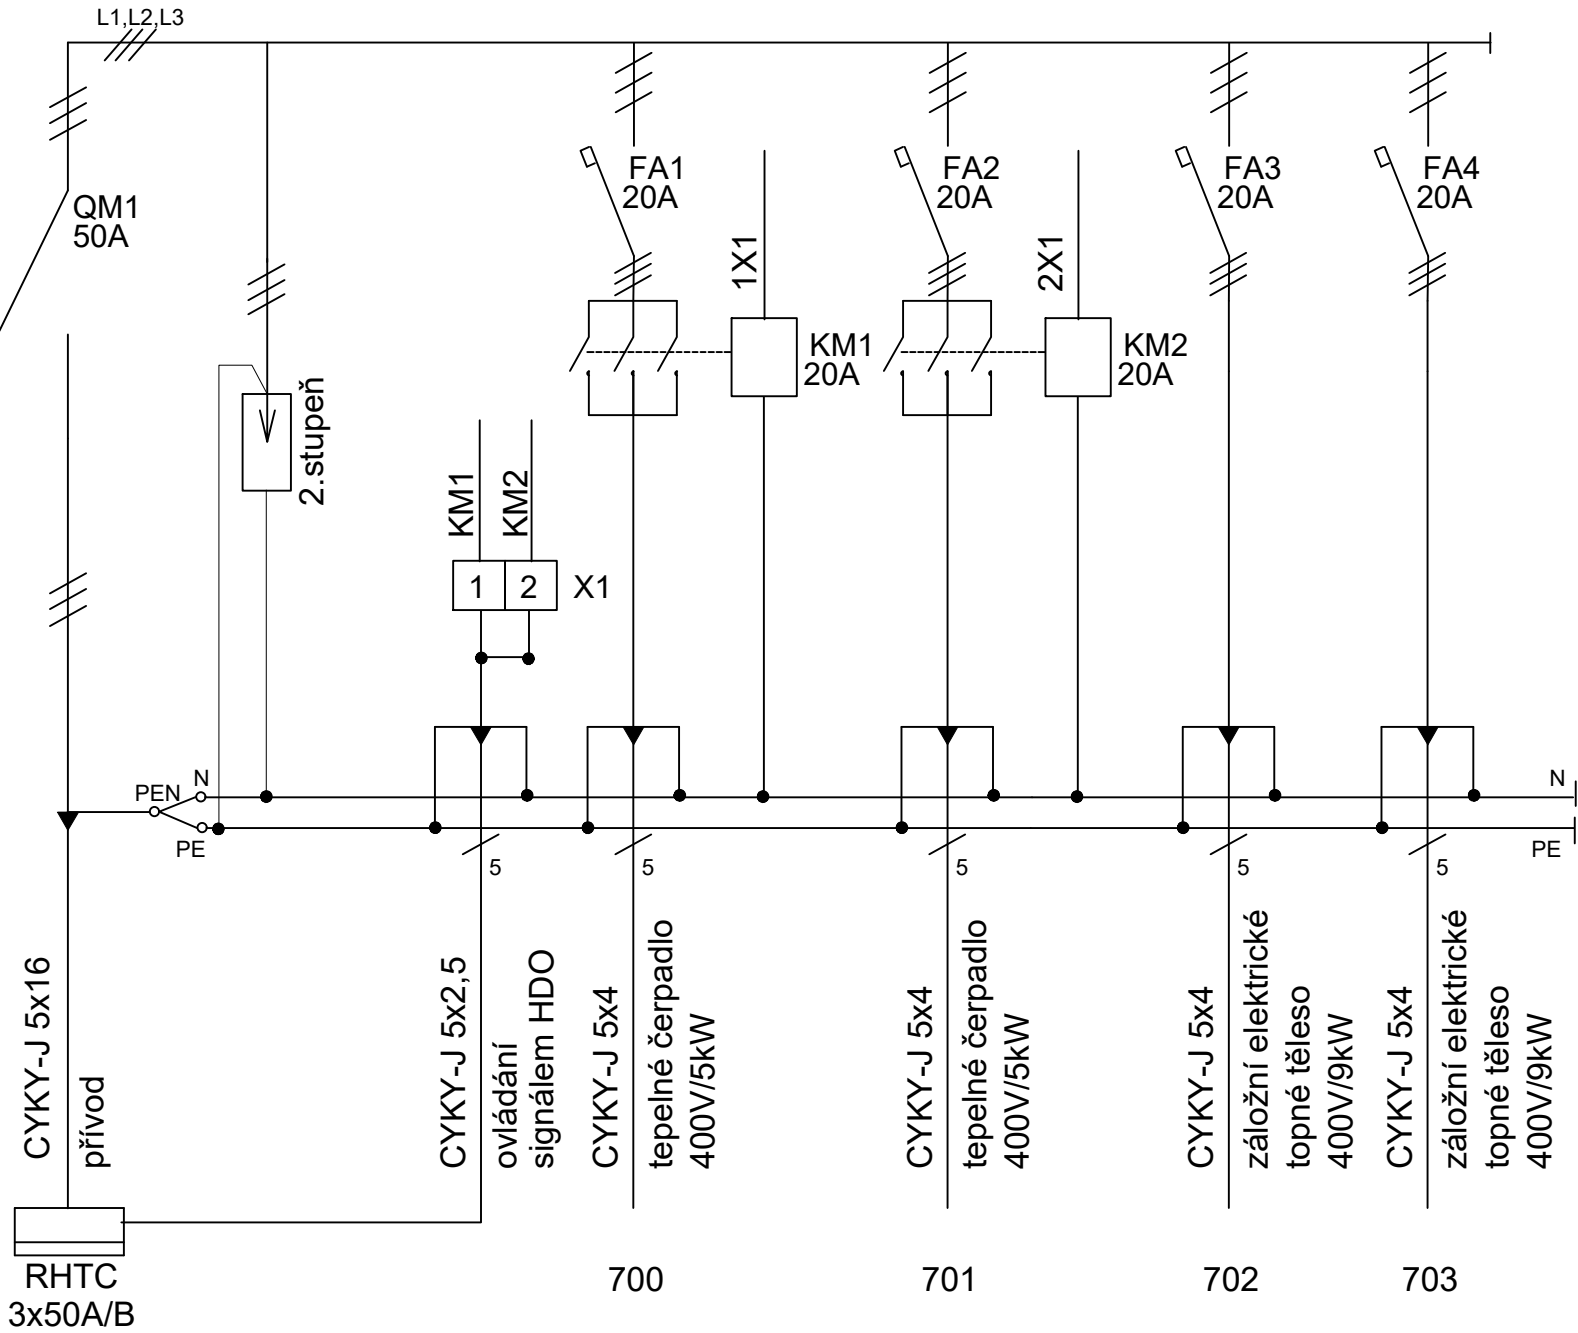 L1,L2,L3
QM1
50A
2.stupeň
FA1
20A
1X1
KM1
20A
FA2
20A
2X1
KM2
20A
FA3
20A
FA4
20A
KM1
KM2
1
2
X1
PEN
N
PE
N
PE
5
5
5
5
5
CYKY-J 5x16
přívod
CYKY-J 5x2,5
ovládání
signálem HDO
CYKY-J 5x4
tepelné čerpadlo
400V/5kW
CYKY-J 5x4
tepelné čerpadlo
400V/5kW
CYKY-J 5x4
záložní elektrické
topné těleso
400V/9kW
CYKY-J 5x4
záložní elektrické
topné těleso
400V/9kW
RHTC
3x50A/B
700
701
702
703